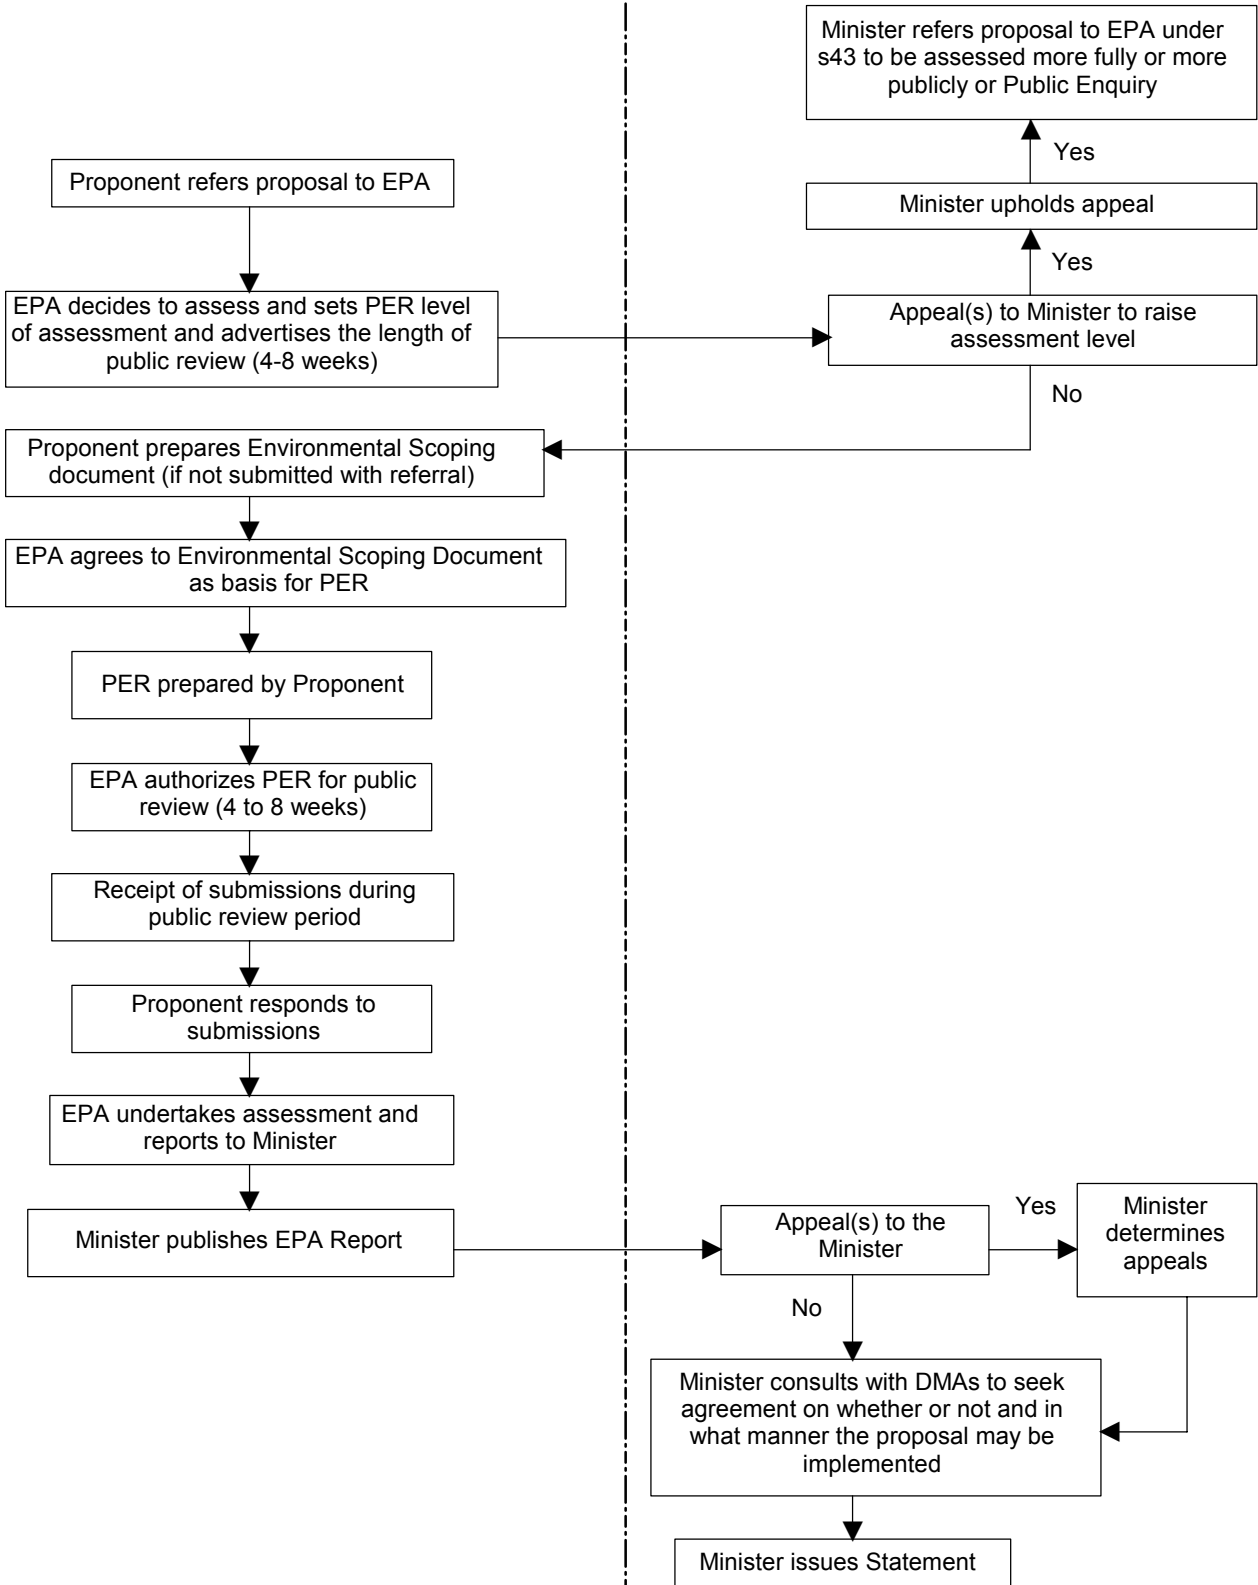 Minister refers proposal to EPA under
s43 to be assessed more fully or more
publicly or Public Enquiry
Yes
Proponent refers proposal to EPA
Minister upholds appeal
Yes
EPA decides to assess and sets PER level
of assessment and advertises the length of
public review (4-8 weeks)
Appeal(s) to Minister to raise
assessment level
No
Proponent prepares Environmental Scoping
document (if not submitted with referral)
EPA agrees to Environmental Scoping Document
as basis for PER
PER prepared by Proponent
EPA authorizes PER for public
review (4 to 8 weeks)
Receipt of submissions during
public review period
Proponent responds to
submissions
EPA undertakes assessment and
reports to Minister
Minister publishes EPA Report
Appeal(s) to the
Minister
Yes
Minister
determines
appeals
No
Minister consults with DMAs to seek
agreement on whether or not and in
what manner the proposal may be
implemented
Minister issues Statement